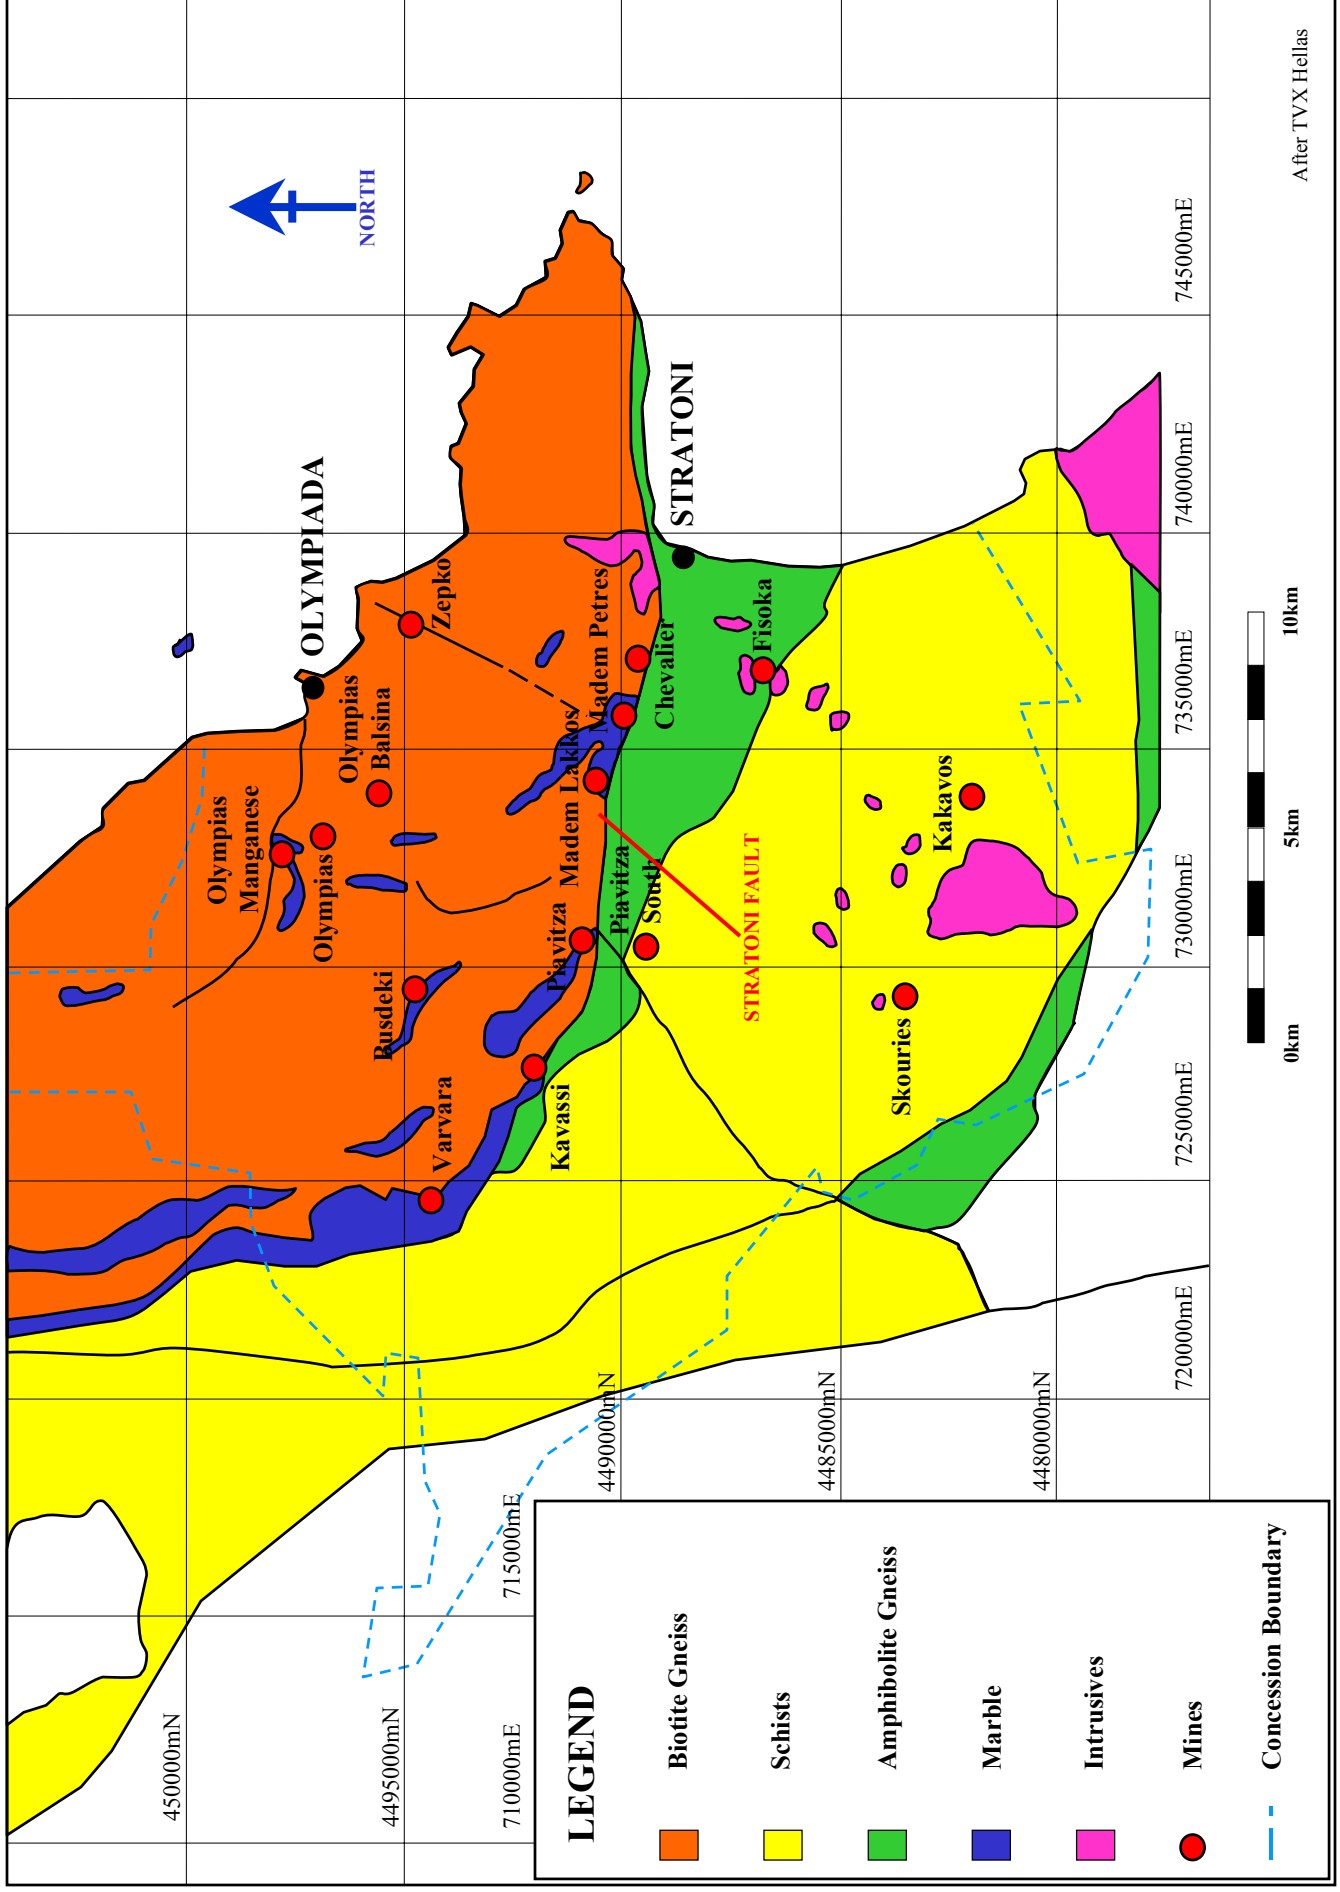 NORTH
OLYMPIADA
Olympias
Manganese
Olympias
Balsina
Olympias
Zepko
Busdeki
Varvara
STRATONI
Madem Petres
Madem Lakkos
Chevalier
Piavitza
Piavitza
South
Kavassi
Fisoka
STRATONI FAULT
Kakavos
Skouries
450000mN
4495000mN
4490000mN
4485000mN
4480000mN
710000mE
715000mE
720000mE
725000mE
730000mE
735000mE
740000mE
745000mE
LEGEND
Biotite Gneiss
Schists
Amphibolite Gneiss
Marble
Intrusives
Mines
Concession Boundary
0km
5km
10km
After TVX Hellas